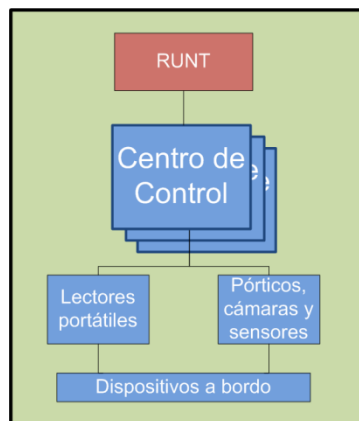 RUNT
Centro de
Control
Lectores
portátiles
Pórticos,
cámaras y
sensores
Dispositivos a bordo